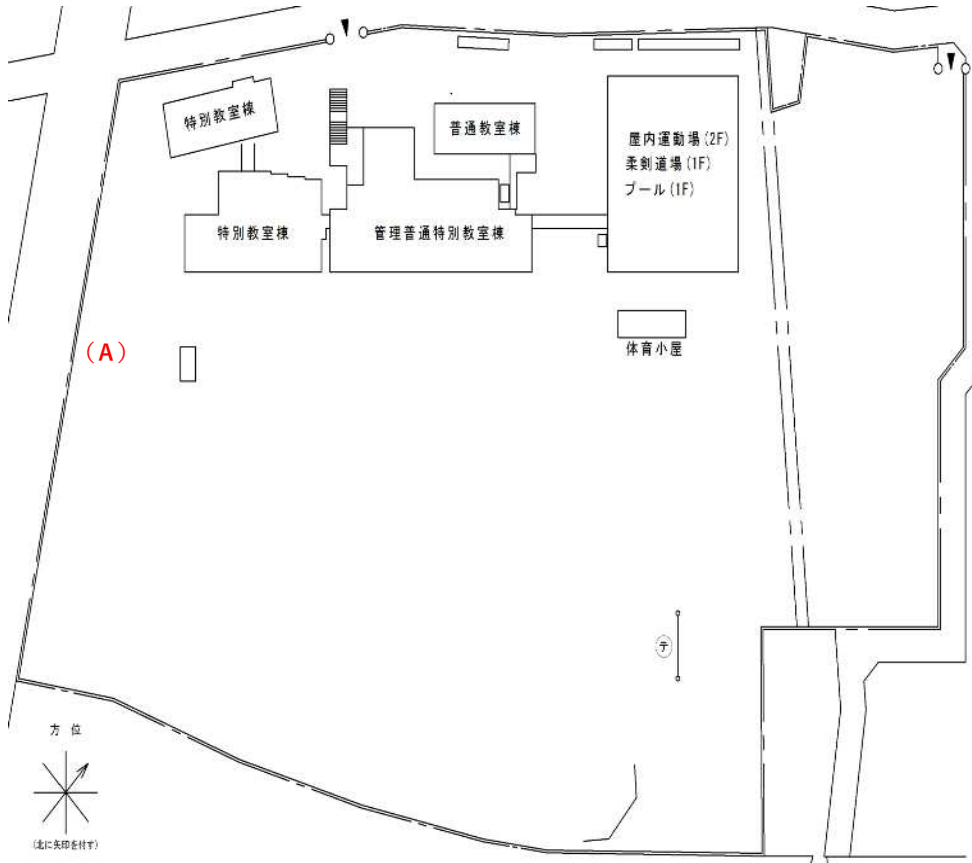 特別教室棟
普通教室棟
屋内運動場(2F)
柔剣道場(1F)
プール(1F)
特別教室棟
管理普通特別教室棟
(A)
体育小屋
テ
方位
(北に矢印を付す)